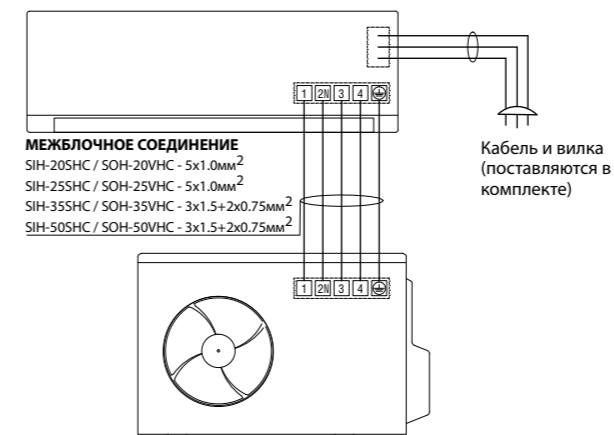 1 2N 3 4
МЕЖБЛОЧНОЕ СОЕДИНЕНИЕ
SIH-20SHC / SOH-20VHC - 5x1.0мм2
SIH-25SHC / SOH-25VHC - 5x1.0мм2
SIH-35SHC / SOH-35VHC - 3x1.5+2x0.75мм2
SIH-50SHC / SOH-50VHC - 3x1.5+2x0.75мм2
Кабель и вилка
(поставляются в
комплекте)
1 2N 3 4